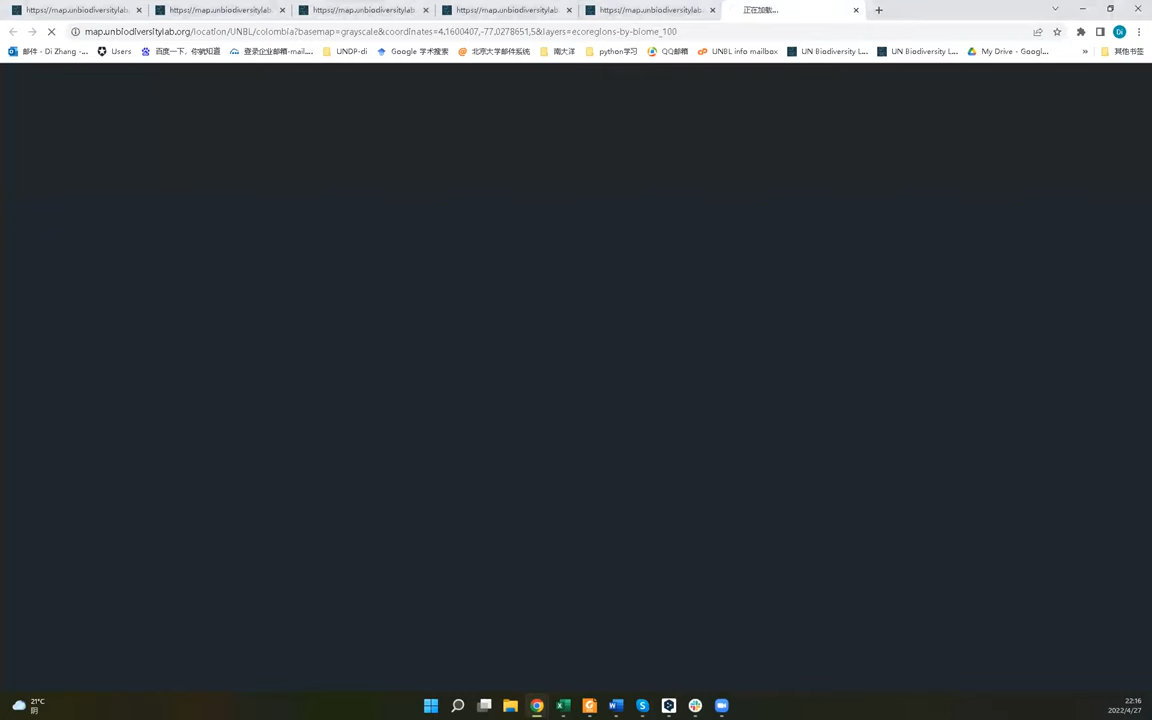 https://map.unbiodiversitylab. https://map.unbiodiversitylab. https://map.unbiodiversitylab. https://map.unbiodiversitylab. https://map.unbiodiversitylab. 正在加载...
map.unbiodiversitylab.org/location/UNBL/colombia?basemap=grayscale&coordinates=4.1600407,-77.0278651,5&layers=ecoregions-by-biome_100 Di
邮件 - Di Zhang -... Users 百度一下，你就知道 登录企业邮箱-mail.... UNDP-di Google 学术搜索 北京大学邮件系统 南大洋 python学习 QQ邮箱 UNBL info mailbox UN Biodiversity L... UN Biodiversity L... My Drive - Googl... » 其他书签
21°C 22:16
阴 2022/4/27